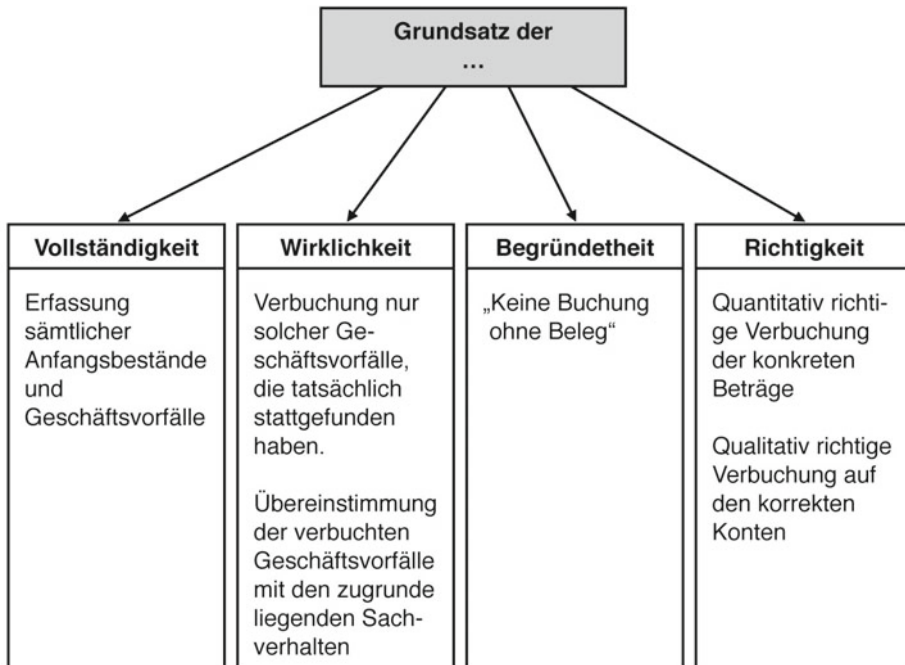 Grundsatz der
...
Vollständigkeit
Erfassung
sämtlicher
Anfangsbestände
und
Geschäftsvorfälle
Wirklichkeit
Verbuchung nur
solcher Ge-
schäftsvorfälle,
die tatsächlich
stattgefunden
haben.
Übereinstimmung
der verbuchten
Geschäftsvorfälle
mit den zugrunde
liegenden Sach-
verhalten
Begründetheit
„Keine Buchung
ohne Beleg“
Richtigkeit
Quantitativ richti-
ge Verbuchung
der konkreten
Beträge
Qualitativ richtige
Verbuchung auf
den korrekten
Konten